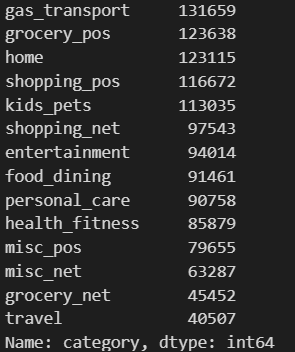 gas_transport     131659
grocery_pos       123638
home              123115
shopping_pos      116672
kids_pets         113035
shopping_net       97543
entertainment      94014
food_dining        91461
personal_care      90758
health_fitness     85879
misc_pos           79655
misc_net           63287
grocery_net        45452
travel             40507
Name: category, dtype: int64